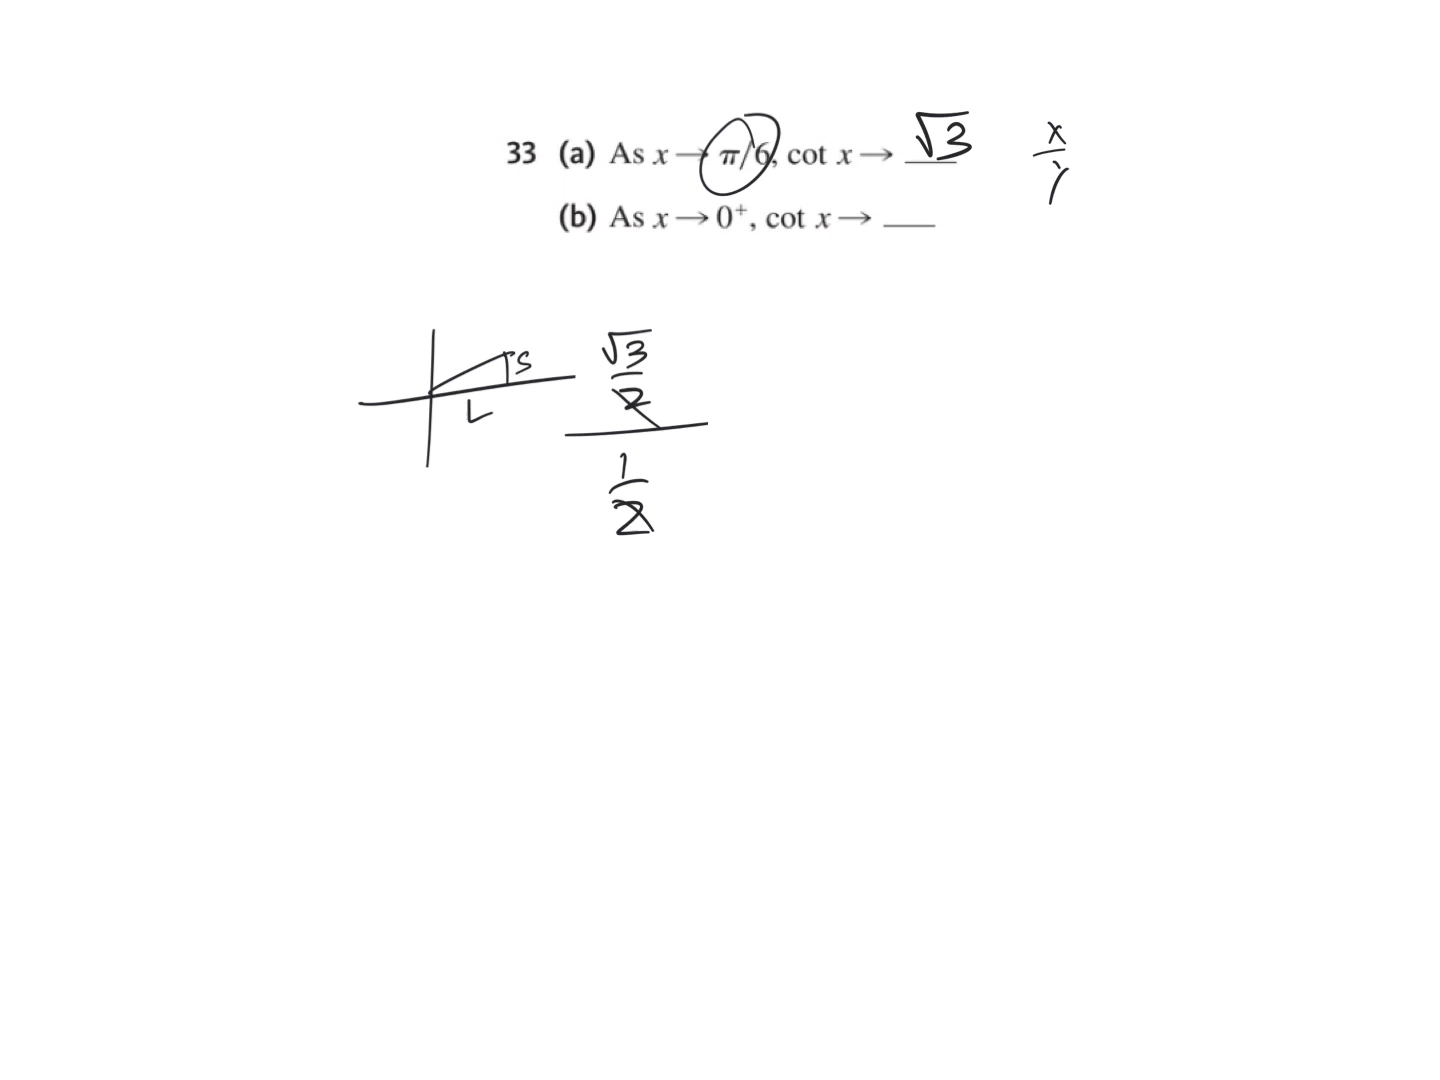 33 (a) As x → π/6, cot x → √3 x/y
(b) As x → 0⁺, cot x → ___
S
L
√3
2
1
2